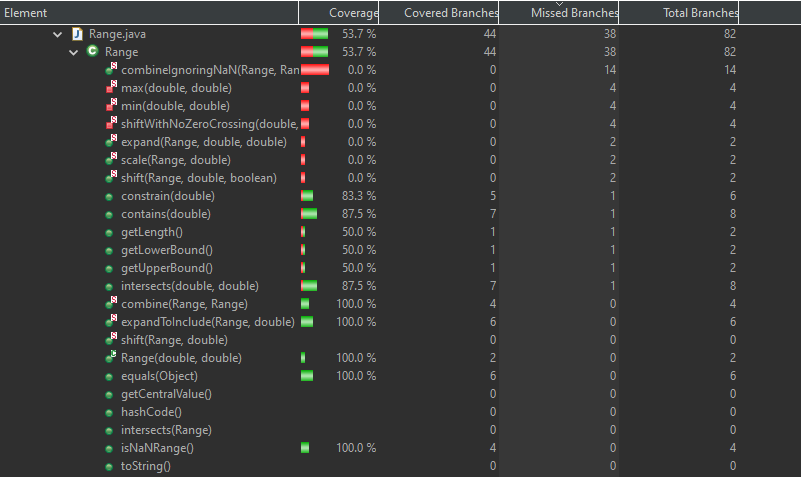 Element Coverage Covered Branches Missed Branches Total Branches
Range.java 53.7 % 44 38 82
Range 53.7 % 44 38 82
combineIgnoringNaN(Range, Ran 0.0 % 0 14 14
max(double, double) 0.0 % 0 4 4
min(double, double) 0.0 % 0 4 4
shiftWithNoZeroCrossing(double, 0.0 % 0 4 4
expand(Range, double, double) 0.0 % 0 2 2
scale(Range, double) 0.0 % 0 2 2
shift(Range, double, boolean) 0.0 % 0 2 2
constrain(double) 83.3 % 5 1 6
contains(double) 87.5 % 7 1 8
getLength() 50.0 % 1 1 2
getLowerBound() 50.0 % 1 1 2
getUpperBound() 50.0 % 1 1 2
intersects(double, double) 87.5 % 7 1 8
combine(Range, Range) 100.0 % 4 0 4
expandToInclude(Range, double) 100.0 % 6 0 6
shift(Range, double) 0 0 0
Range(double, double) 100.0 % 2 0 2
equals(Object) 100.0 % 6 0 6
getCentralValue() 0 0 0
hashCode() 0 0 0
intersects(Range) 0 0 0
isNaNRange() 100.0 % 4 0 4
toString() 0 0 0